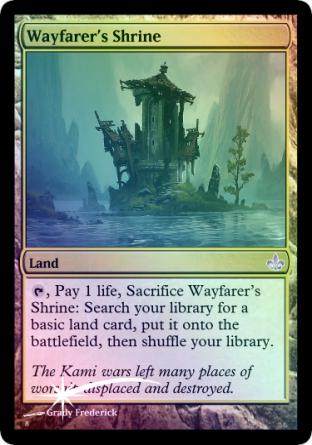 Wayfarer's Shrine
Land
, Pay 1 life, Sacrifice Wayfarer's
Shrine: Search your library for a
basic land card, put it onto the
battlefield, then shuffle your library.
The Kami wars left many places of
displaced and destroyed.
Grady Frederick